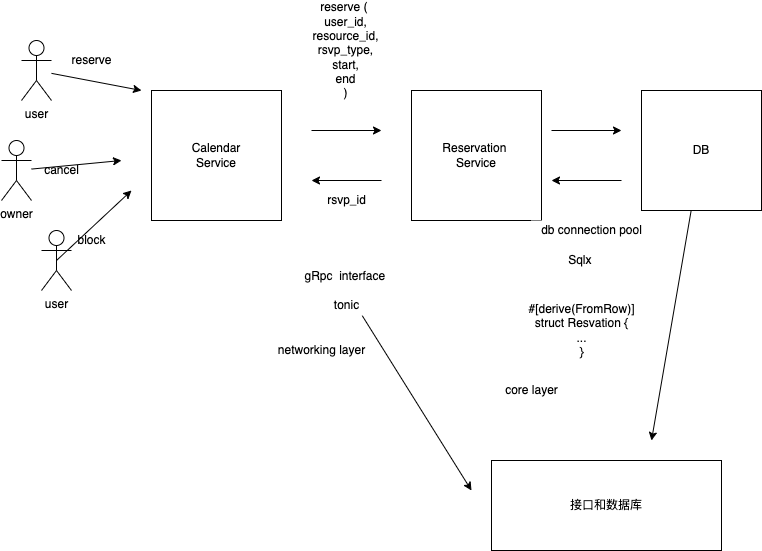 reserve (
user_id,
resource_id,
rsvp_type,
start,
end
)
reserve
user
cancel
owner
block
user
Calendar
Service
Reservation
Service
DB
rsvp_id
db connection pool
Sqlx
gRpc  interface
tonic
networking layer
#[derive(FromRow)]
struct Resvation {
...
}
core layer
接口和数据库